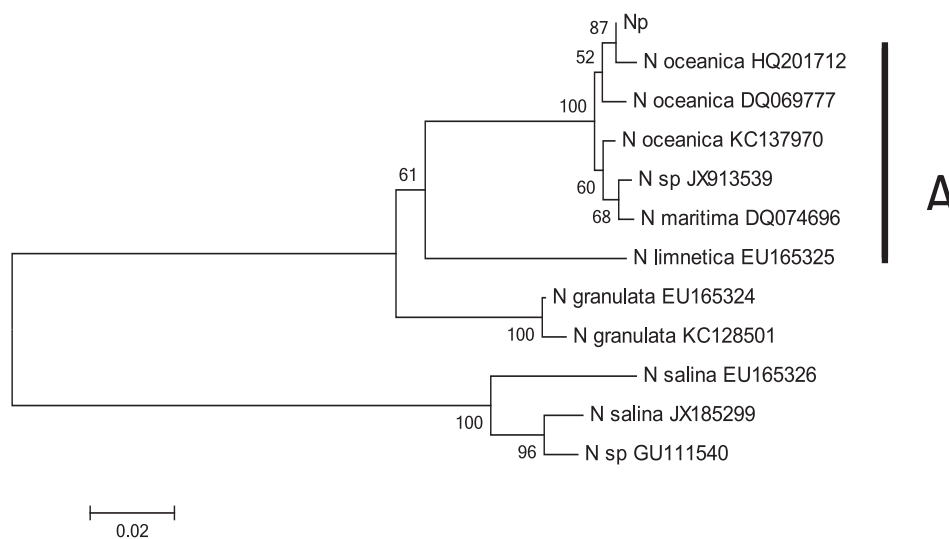 87 Np
52 N oceanica HQ201712
N oceanica DQ069777
100
N oceanica KC137970
61 N sp JX913539
60
68 N maritima DQ074696
A
N limnetica EU165325
N granulata EU165324
100 N granulata KC128501
N salina EU165326
N salina JX185299
100
96 N sp GU111540
0.02